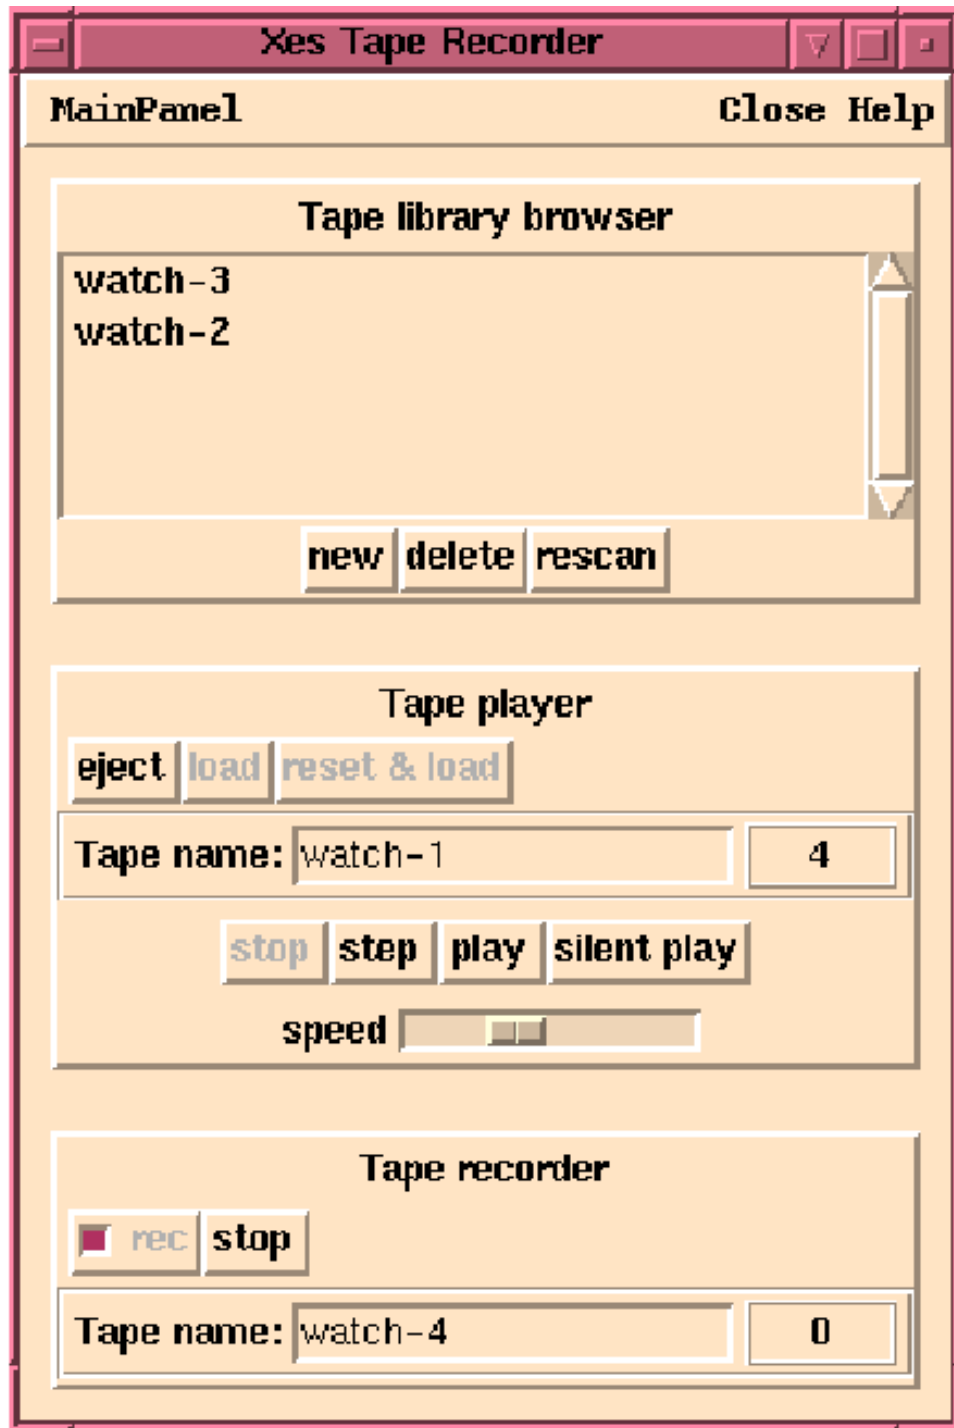 Xes Tape Recorder
MainPanel Close Help
Tape library browser
watch-3
watch-2
new delete rescan
Tape player
eject load reset & load
Tape name: watch-1 4
stop step play silent play
speed
Tape recorder
rec stop
Tape name: watch-4 0